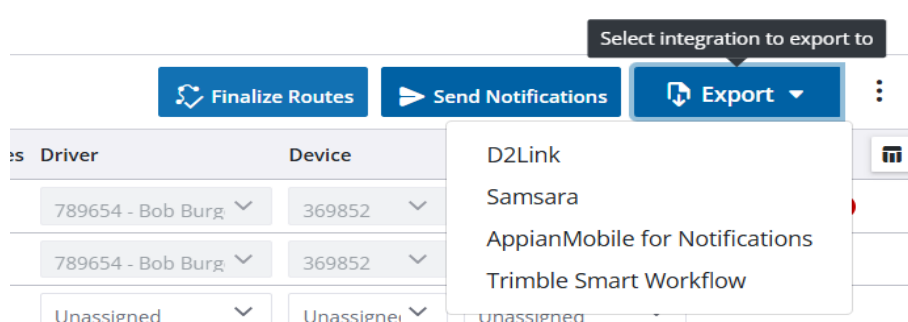 Select integration to export to
Finalize Routes Send Notifications Export
es Driver Device
D2Link
789654 - Bob Burg 369852
Samsara
AppianMobile for Notifications
789654 - Bob Burg 369852
Trimble Smart Workflow
Unassigned Unassigne Unassigned